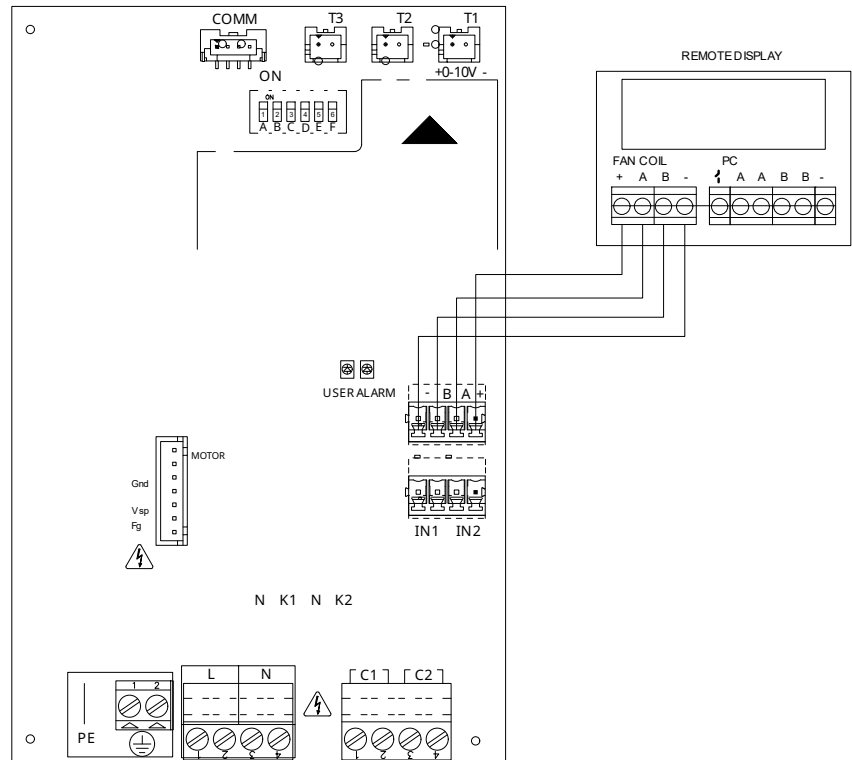 COMM T3 T2 T1
+0-10V -
ON
ON
1 2 3 4 5 6
A B C D E F
REMOTE DISPLAY
FAN COIL PC
+ A B - A A B B -
USER ALARM
- B A +
MOTOR
Gnd
Vsp
Fg
IN1 IN2
N K1 N K2
L N
C1 C2
1 2
PE
1 2 3 4
1 2 3 4